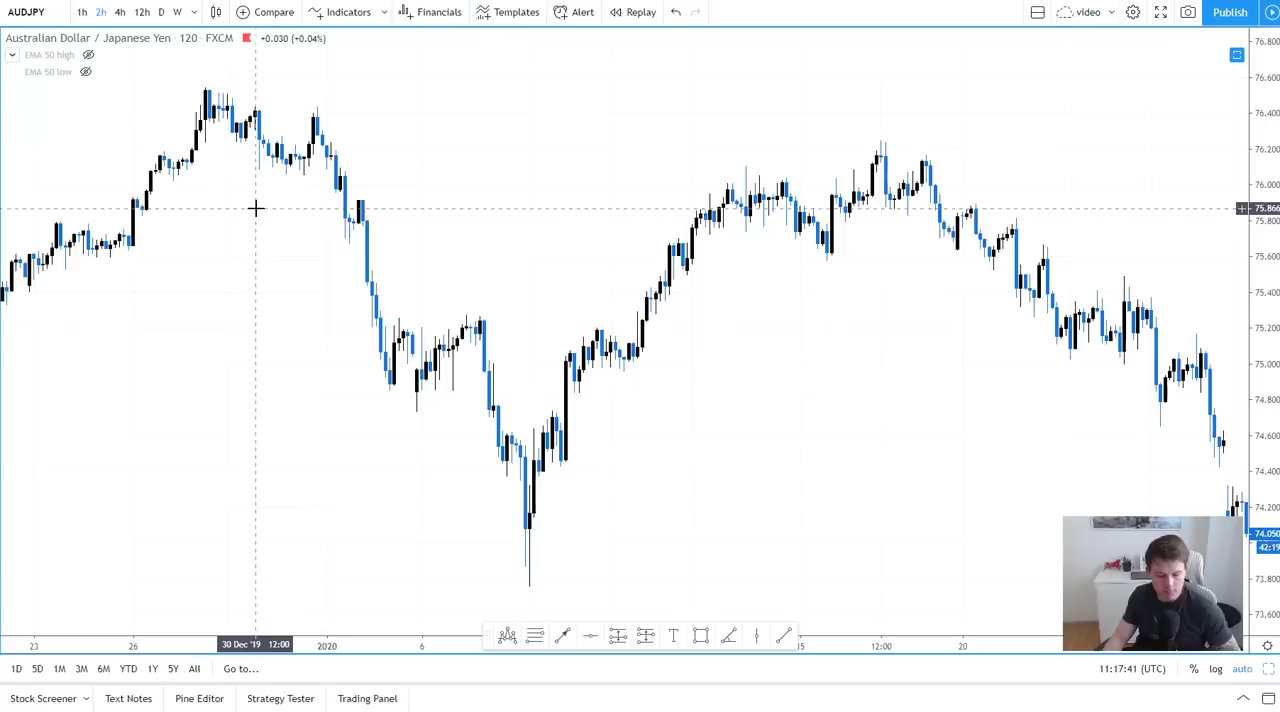 AUDJPY 1h 2h 4h 12h D W Compare Indicators Financials Templates Alert Replay video Publish
Australian Dollar / Japanese Yen · 120 · FXCM +0.030 (+0.04%)
EMA 50 high
EMA 50 low
76.800
76.600
76.400
76.200
76.000
75.866
75.800
75.600
75.400
75.200
75.000
74.800
74.600
74.400
74.200
74.050
42:19
73.800
73.600
23 26 30 Dec '19 12:00 2020 6 12:00 20
1D 5D 1M 3M 6M YTD 1Y 5Y All Go to... 11:17:41 (UTC) % log auto
Stock Screener Text Notes Pine Editor Strategy Tester Trading Panel